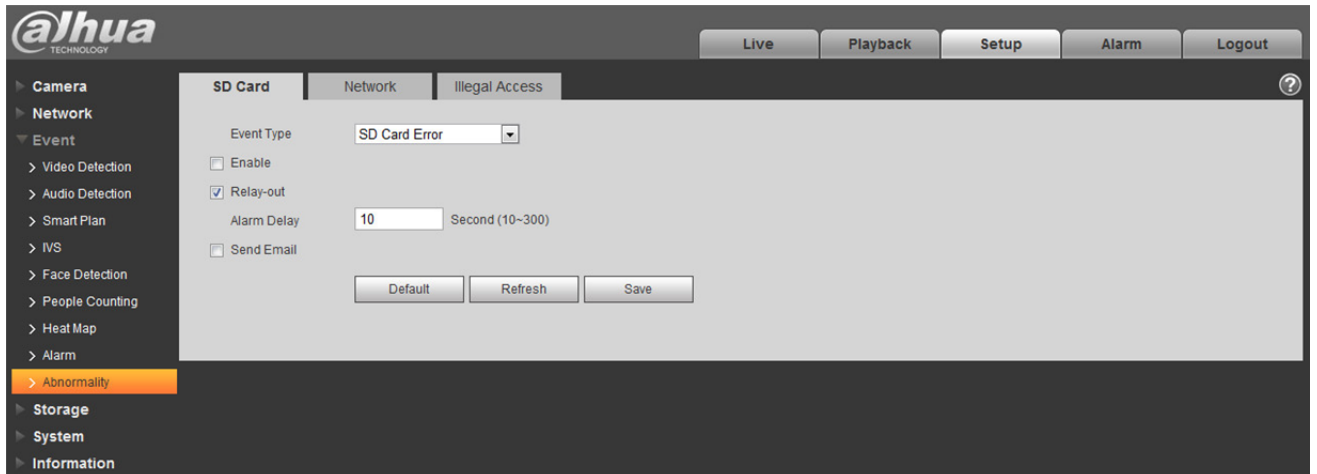 alhua
TECHNOLOGY
Live Playback Setup Alarm Logout
Camera
Network
Event
Video Detection
Audio Detection
Smart Plan
IVS
Face Detection
People Counting
Heat Map
Alarm
Abnormality
Storage
System
Information
SD Card Network Illegal Access
?
Event Type SD Card Error
Enable
Relay-out
Alarm Delay 10 Second (10~300)
Send Email
Default Refresh Save